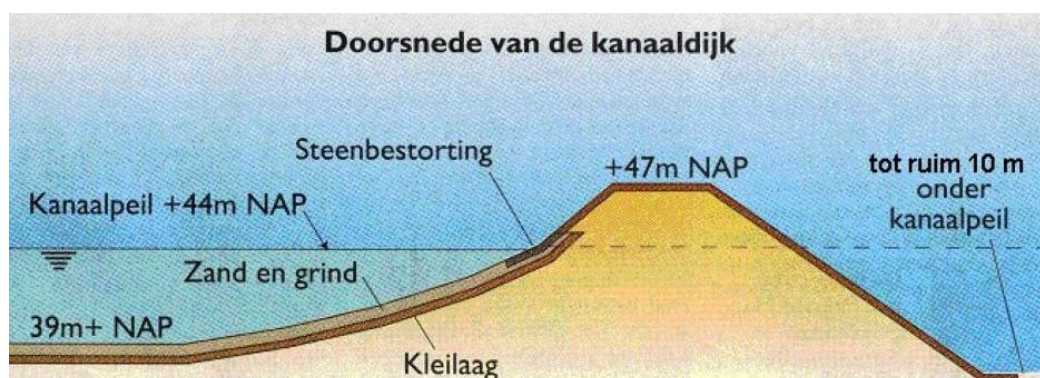 Doorsnede van de kanaaldijk
Steenbestorting
+47m NAP
tot ruim 10 m
onder
kanaalpeil
Kanaalpeil +44m NAP
Zand en grind
39m+ NAP
Kleilaag